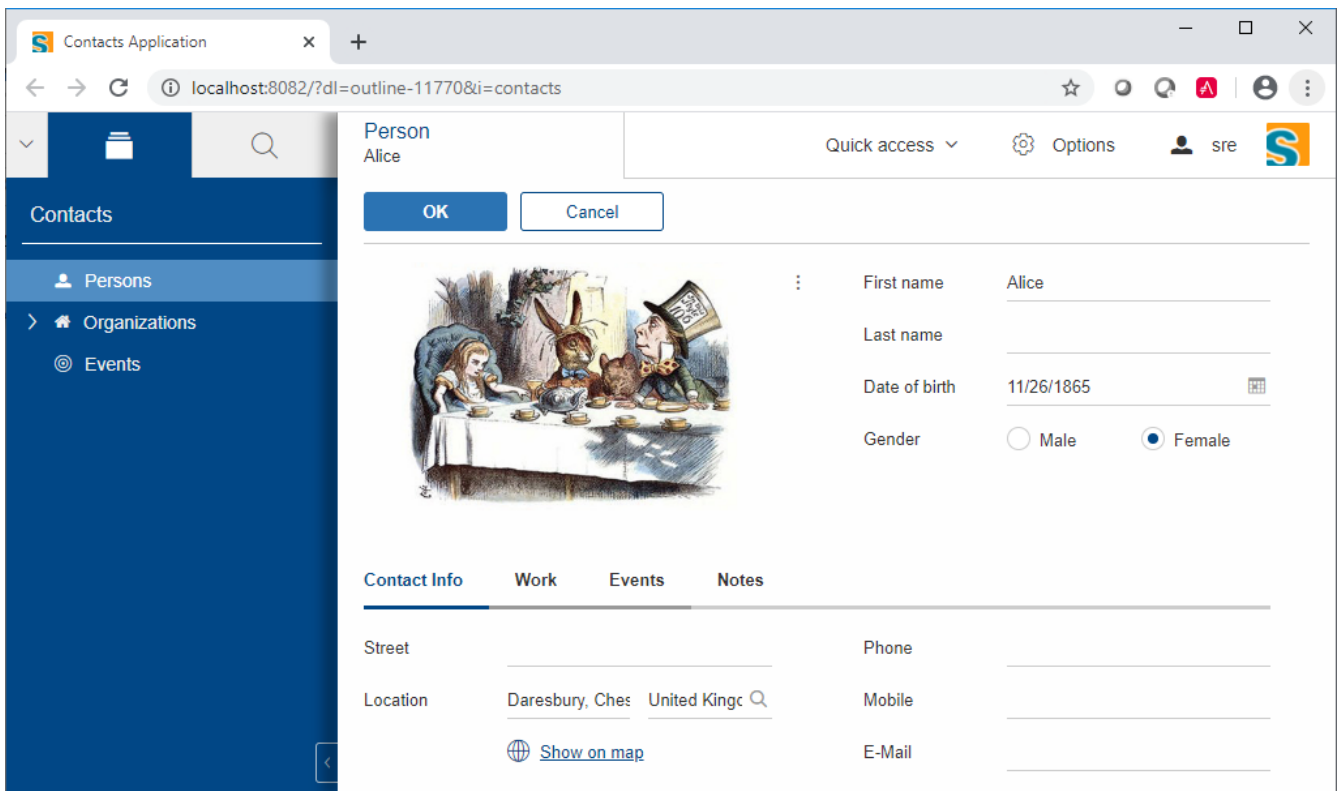 Contacts Application
localhost:8082/?dl=outline-11770&i=contacts
Person
Alice
Quick access
Options
sre
Contacts
OK
Cancel
Persons
Organizations
Events
First name
Alice
Last name
Date of birth
11/26/1865
Gender
Male
Female
Contact Info
Work
Events
Notes
Street
Phone
Location
Daresbury, Ches
United Kingc
Mobile
Show on map
E-Mail